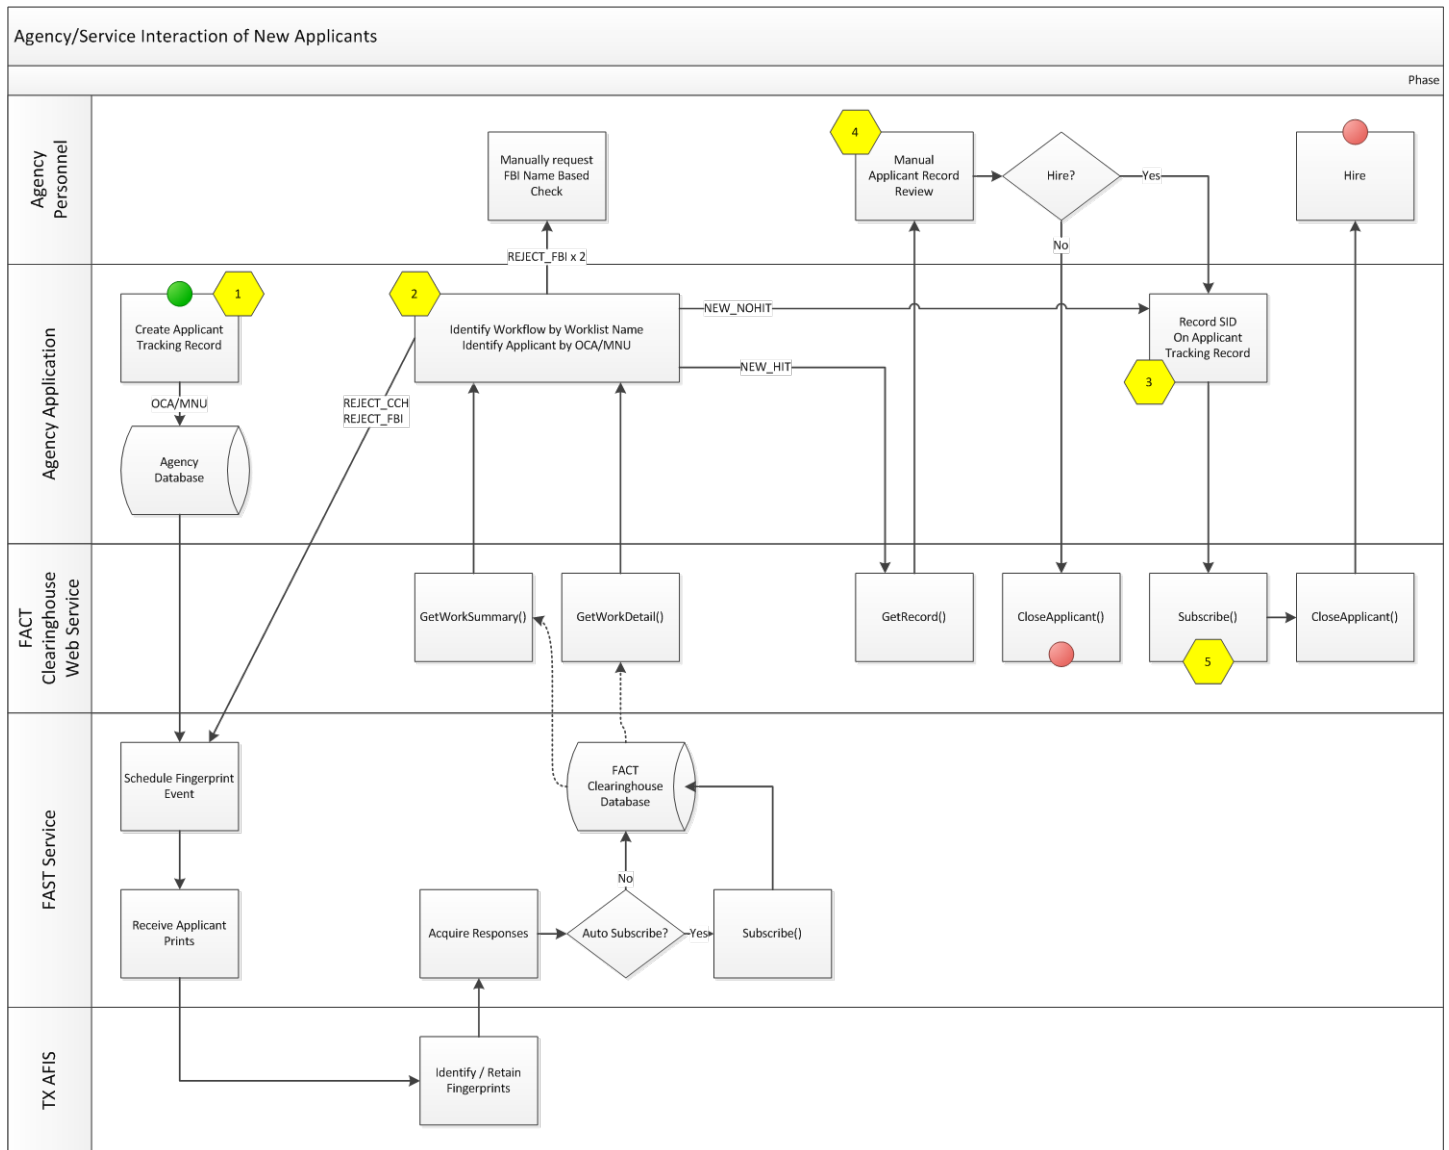 Agency/Service Interaction of New Applicants
Phase
Agency
Personnel
Manually request
FBI Name Based
Check
4
Manual
Applicant Record
Review
Hire?
Yes
No
Hire
REJECT_FBI x 2
Agency Application
1
Create Applicant
Tracking Record
OCA/MNU
Agency
Database
2
Identify Workflow by Worklist Name
Identify Applicant by OCA/MNU
REJECT_CCH
REJECT_FBI
NEW_NOHIT
NEW_HIT
Record SID
On Applicant
Tracking Record
3
FACT
Clearinghouse
Web Service
GetWorkSummary()
GetWorkDetail()
GetRecord()
CloseApplicant()
Subscribe()
5
CloseApplicant()
FAST Service
Schedule Fingerprint
Event
FACT
Clearinghouse
Database
Receive Applicant
Prints
Acquire Responses
No
Auto Subscribe?
Yes
Subscribe()
TX AFIS
Identify / Retain
Fingerprints